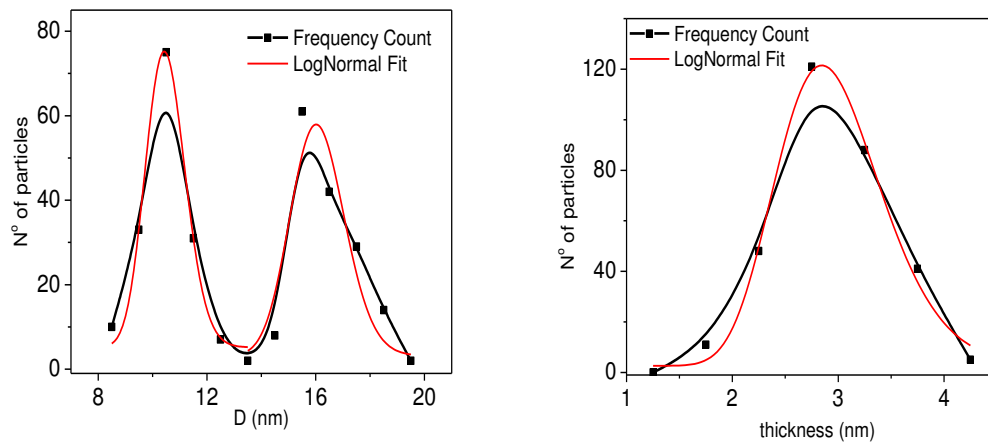 80
60
40
20
0
N° of particles
8
12
16
20
D (nm)
Frequency Count
LogNormal Fit
120
80
40
0
N° of particles
1
2
3
4
thickness (nm)
Frequency Count
LogNormal Fit